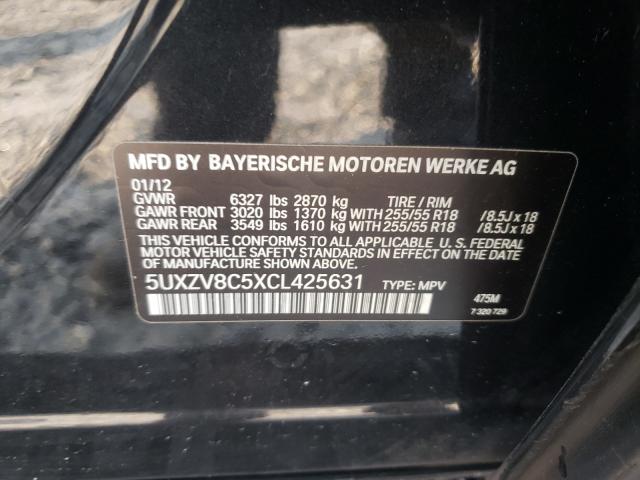 MFD BY BAYERISCHE MOTOREN WERKE AG
01/12
GVWR 6327 lbs 2870 kg TIRE / RIM
GAWR FRONT 3020 lbs 1370 kg WITH 255/55 R18 /8.5J x 18
GAWR REAR 3549 lbs 1610 kg WITH 255/55 R18 /8.5J x 18
THIS VEHICLE CONFORMS TO ALL APPLICABLE U. S. FEDERAL
MOTOR VEHICLE SAFETY STANDARDS IN EFFECT ON THE DATE
OF MANUFACTURE SHOWN ABOVE.
5UXZV8C5XCL425631 TYPE: MPV 475M
7 320 729